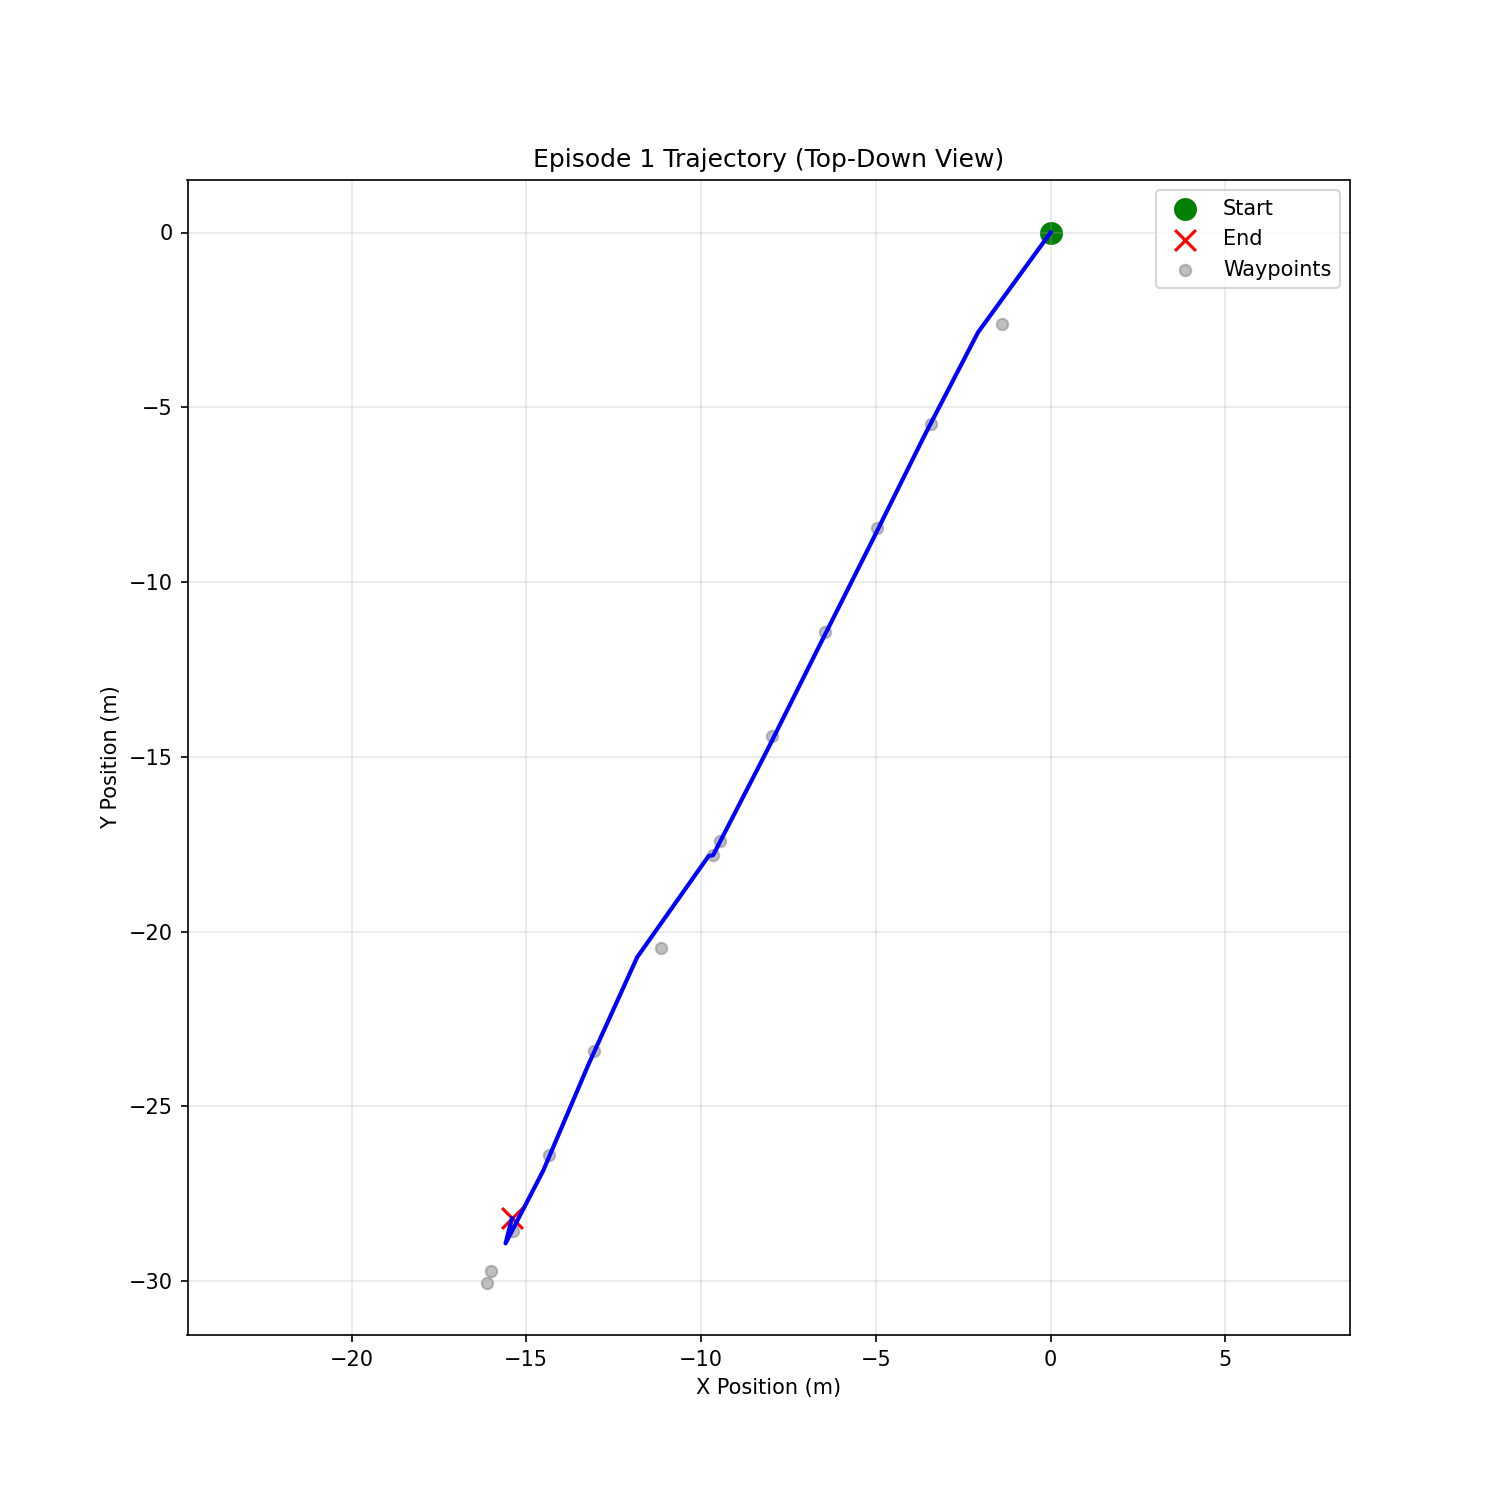 Episode 1 Trajectory (Top-Down View)
Start
End
Waypoints
0
−5
−10
−15
−20
−25
−30
Y Position (m)
−20
−15
−10
−5
0
5
X Position (m)